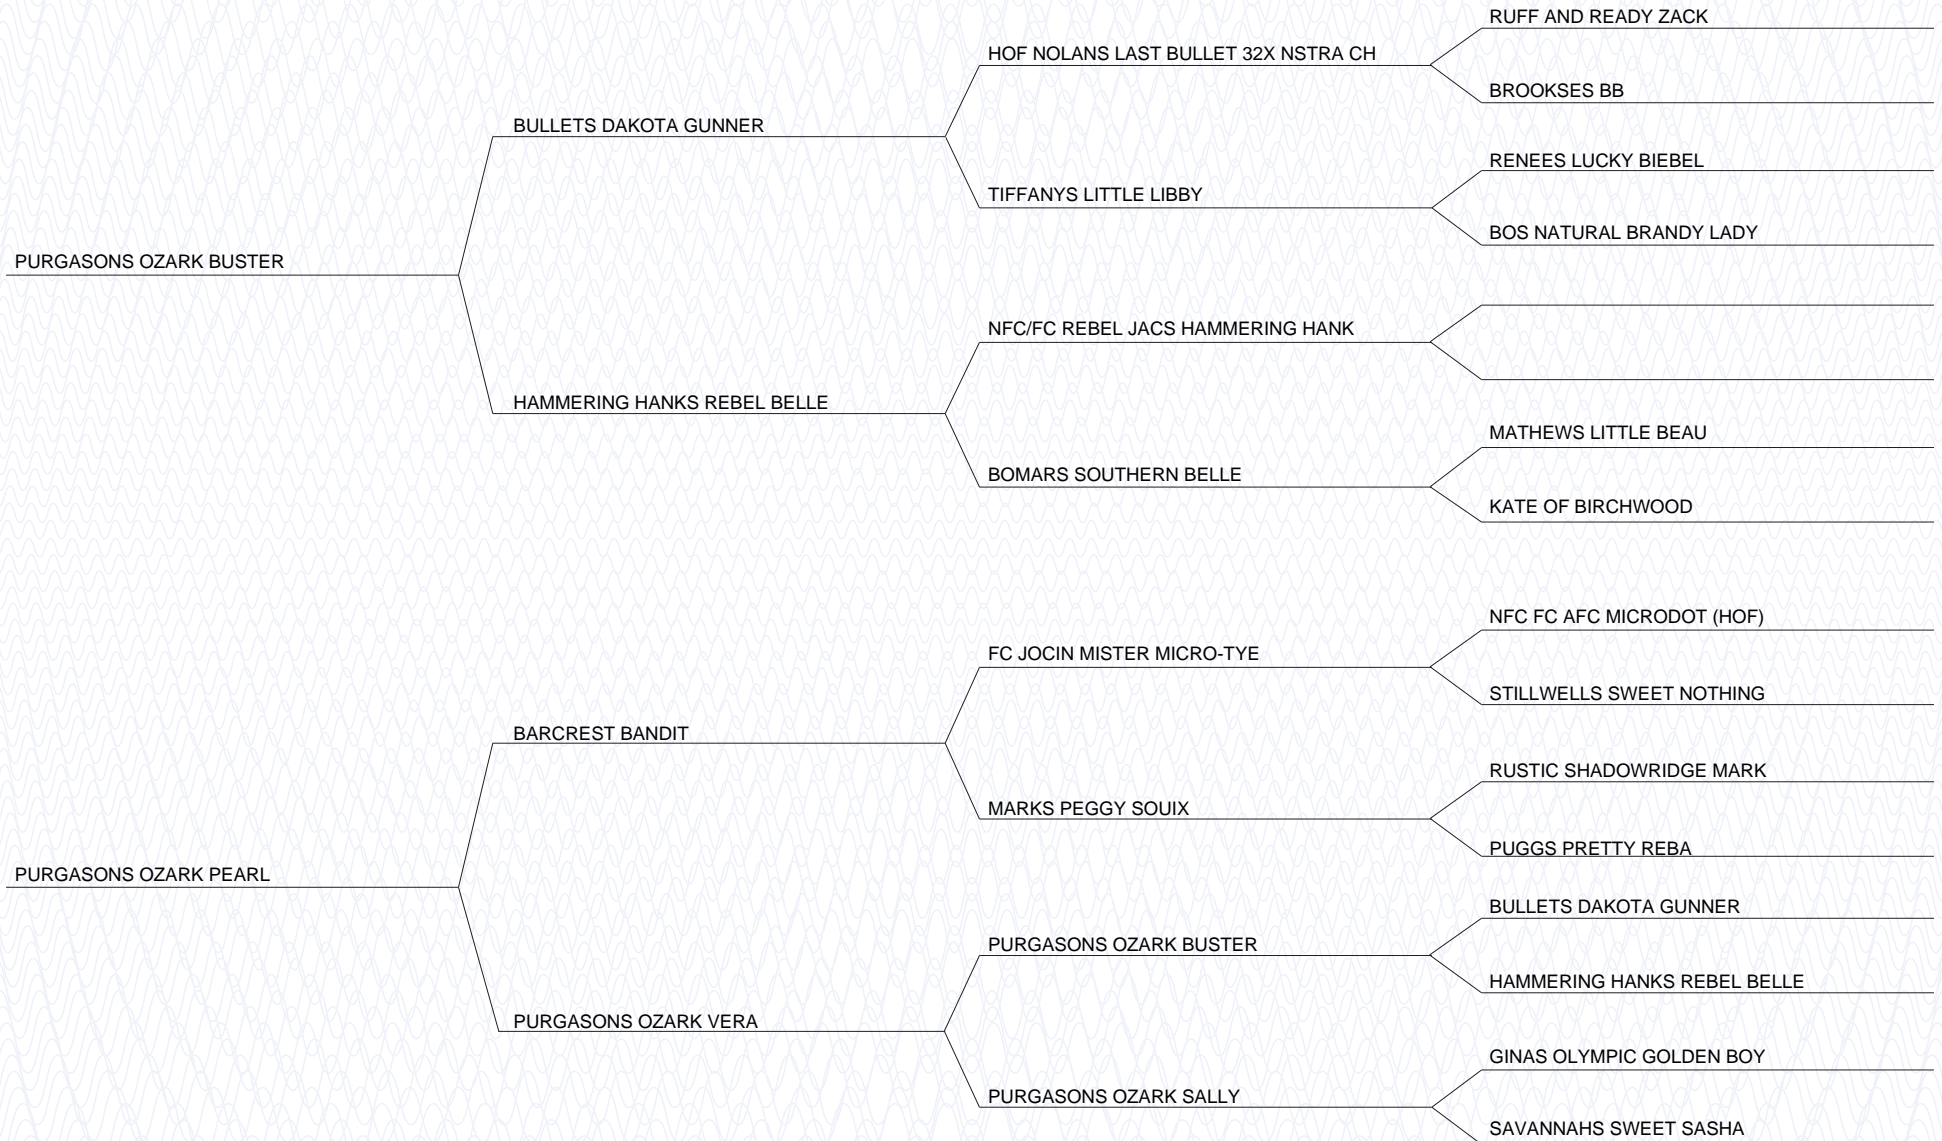 RUFF AND READY ZACK
HOF NOLANS LAST BULLET 32X NSTRA CH
BROOKSES BB
BULLETS DAKOTA GUNNER
RENEES LUCKY BIEBEL
TIFFANYS LITTLE LIBBY
BOS NATURAL BRANDY LADY
PURGASONS OZARK BUSTER
NFC/FC REBEL JACS HAMMERING HANK
HAMMERING HANKS REBEL BELLE
MATHEWS LITTLE BEAU
BOMARS SOUTHERN BELLE
KATE OF BIRCHWOOD
NFC FC AFC MICRODOT (HOF)
FC JOCIN MISTER MICRO-TYE
STILLWELLS SWEET NOTHING
BARCREST BANDIT
RUSTIC SHADOWRIDGE MARK
MARKS PEGGY SOUIX
PUGGS PRETTY REBA
PURGASONS OZARK PEARL
BULLETS DAKOTA GUNNER
PURGASONS OZARK BUSTER
HAMMERING HANKS REBEL BELLE
PURGASONS OZARK VERA
GINAS OLYMPIC GOLDEN BOY
PURGASONS OZARK SALLY
SAVANNAHS SWEET SASHA